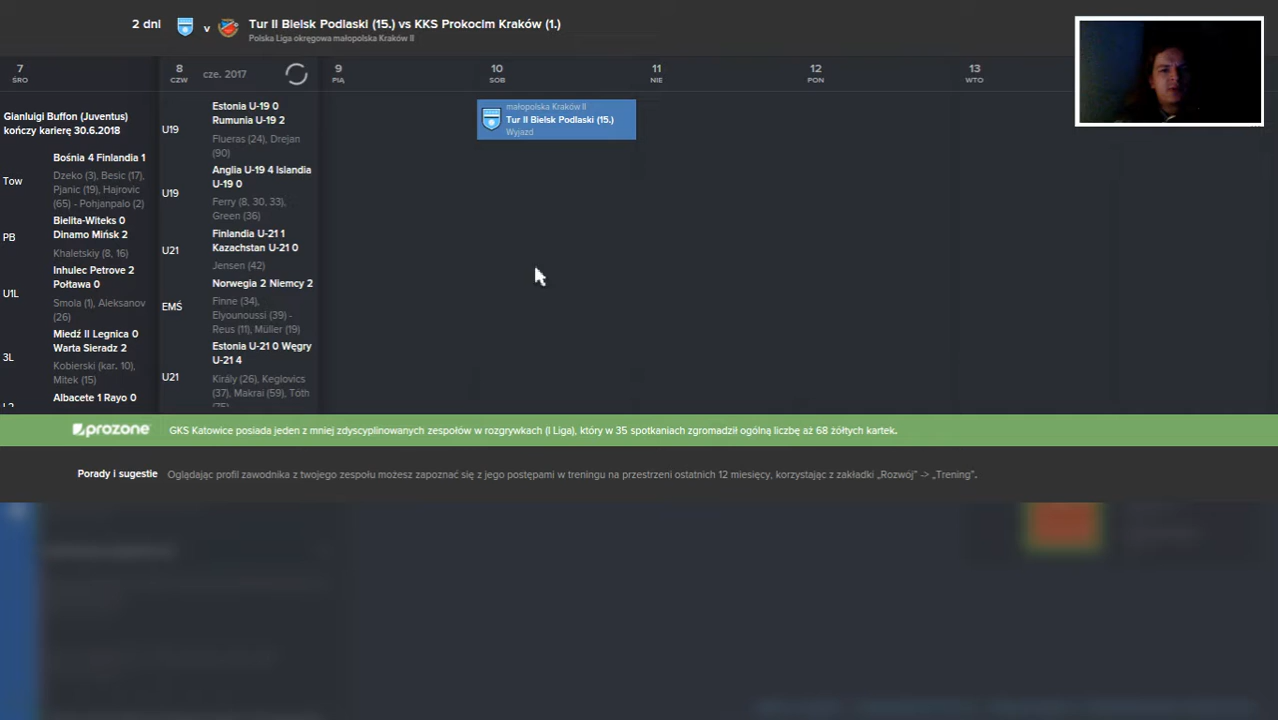 2 dni
v
Tur II Bielsk Podlaski (15.) vs KKS Prokocim Kraków (1.)
Polska Liga okręgowa małopolska Kraków II
7
ŚRO
8
CZW
cze. 2017
9
PIĄ
10
SOB
11
NIE
12
PON
13
WTO
Gianluigi Buffon (Juventus)
kończy karierę 30.6.2018
Tow
Bośnia 4 Finlandia 1
Dzeko (3), Besic (17),
Pjanic (19), Hajrovic
(65) - Pohjanpalo (2)
PB
Bielita-Witeks 0
Dinamo Mińsk 2
Khaletskiy (8, 16)
U1L
Inhulec Petrove 2
Połtawa 0
Smola (1), Aleksanov
(26)
3L
Miedź II Legnica 0
Warta Sieradz 2
Kobierski (kar. 10),
Mitek (15)
Albacete 1 Rayo 0
U19
Estonia U-19 0
Rumunia U-19 2
Flueras (24), Drejan
(90)
U19
Anglia U-19 4 Islandia
U-19 0
Ferry (8, 30, 33),
Green (36)
U21
Finlandia U-21 1
Kazachstan U-21 0
Jensen (42)
EMŚ
Norwegia 2 Niemcy 2
Finne (34),
Elyounoussi (39) -
Reus (11), Müller (19)
U21
Estonia U-21 0 Węgry
U-21 4
Király (26), Keglovics
(37), Makrai (59), Tóth
małopolska Kraków II
Tur II Bielsk Podlaski (15.)
Wyjazd
prozone
GKS Katowice posiada jeden z mniej zdyscyplinowanych zespołów w rozgrywkach (I Liga), który w 35 spotkaniach zgromadził ogólną liczbę aż 68 żółtych kartek.
Porady i sugestie
Oglądając profil zawodnika z twojego zespołu możesz zapoznać się z jego postępami w treningu na przestrzeni ostatnich 12 miesięcy, korzystając z zakładki „Rozwój” -> „Trening”.